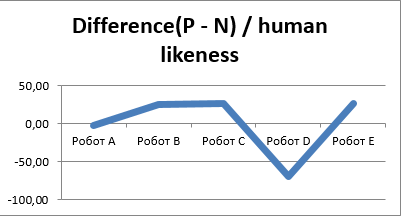 Difference(P - N) / human
likeness
50,00
0,00
Робот A Робот B Робот C Робот D Робот E
-50,00
-100,00